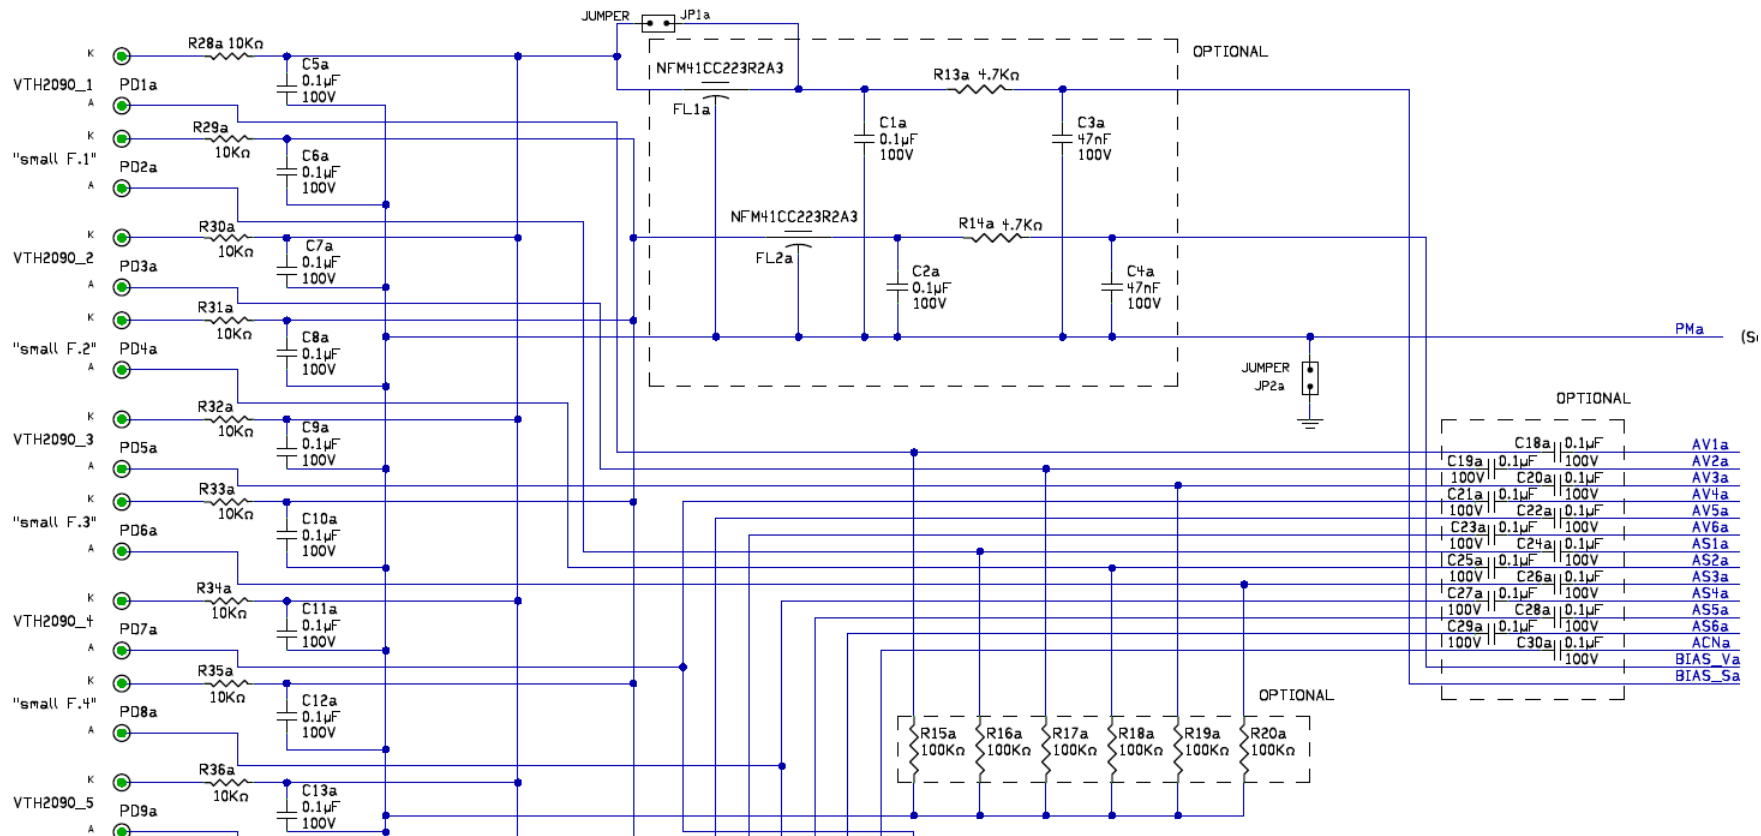 JUMPER JP1a
OPTIONAL
NFM41CC223R2A3
FL1a
R13a 4.7KΩ
C1a
0.1µF
100V
C3a
47nF
100V
NFM41CC223R2A3
FL2a
R14a 4.7KΩ
C2a
0.1µF
100V
C4a
47nF
100V
K
R28a 10KΩ
C5a
0.1µF
100V
VTH2090_1
PD1a
A
K
R29a
10KΩ
C6a
0.1µF
100V
"small F.1"
PD2a
A
K
R30a
10KΩ
C7a
0.1µF
100V
VTH2090_2
PD3a
A
K
R31a
10KΩ
C8a
0.1µF
100V
"small F.2"
PD4a
A
K
R32a
10KΩ
C9a
0.1µF
100V
VTH2090_3
PD5a
A
K
R33a
10KΩ
C10a
0.1µF
100V
"small F.3"
PD6a
A
K
R34a
10KΩ
C11a
0.1µF
100V
VTH2090_4
PD7a
A
K
R35a
10KΩ
C12a
0.1µF
100V
"small F.4"
PD8a
A
K
R36a
10KΩ
C13a
0.1µF
100V
VTH2090_5
PD9a
A
PMa
JUMPER
JP2a
OPTIONAL
C18a 0.1µF 100V AV1a
C19a 0.1µF 100V AV2a
C20a 0.1µF 100V AV3a
C21a 0.1µF 100V AV4a
C22a 0.1µF 100V AV5a
C23a 0.1µF 100V AV6a
C24a 0.1µF 100V AS1a
C25a 0.1µF 100V AS2a
C26a 0.1µF 100V AS3a
C27a 0.1µF 100V AS4a
C28a 0.1µF 100V AS5a
C29a 0.1µF 100V AS6a
C30a 0.1µF 100V ACNa
BIAS_Va
BIAS_Sa
OPTIONAL
R15a R16a R17a R18a R19a R20a
100KΩ 100KΩ 100KΩ 100KΩ 100KΩ 100KΩ